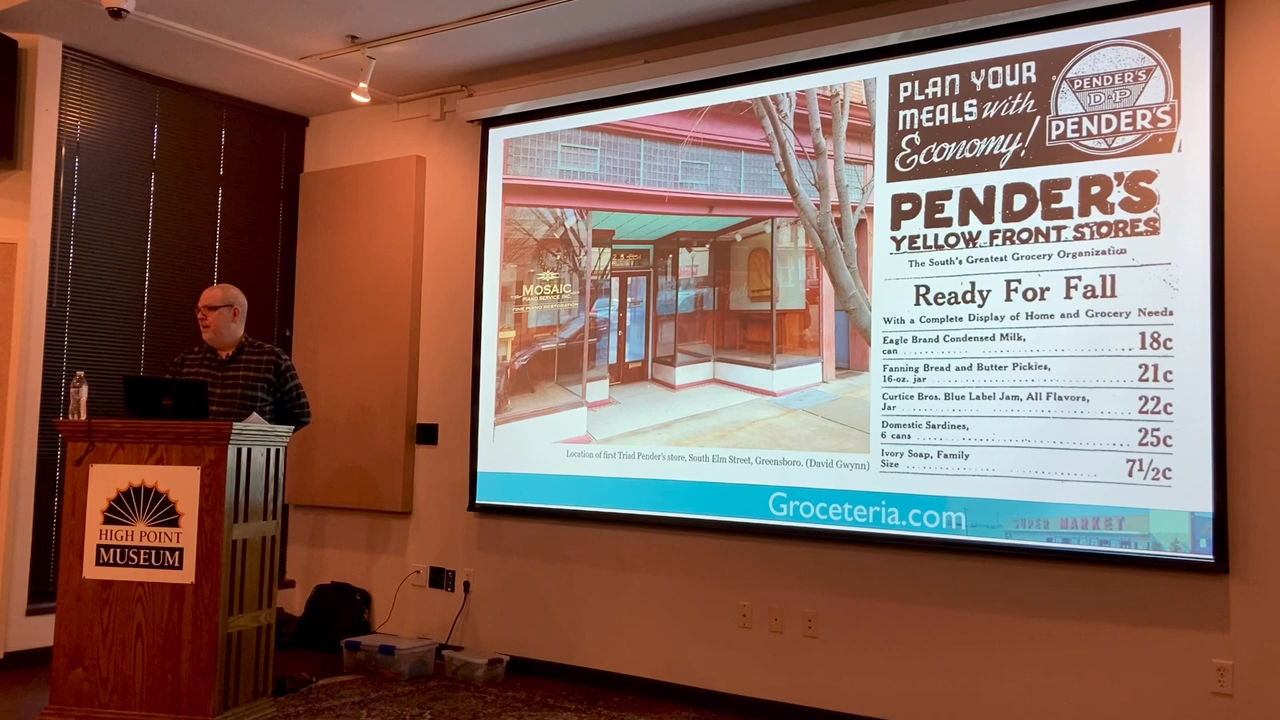 HIGH POINT
MUSEUM
MOSAIC
PIANO SERVICE INC.
FINE PIANO RESTORATION
Location of first Triad Pender's store, South Elm Street, Greensboro. (David Gwynn)
PLAN YOUR
MEALS with
Economy!
PENDER'S
D-P
PENDER'S
PENDER'S
YELLOW FRONT STORES
The South's Greatest Grocery Organization
Ready For Fall
With a Complete Display of Home and Grocery Needs
Eagle Brand Condensed Milk,
can 18c
Fanning Bread and Butter Pickles,
16-oz. jar 21c
Curtice Bros. Blue Label Jam, All Flavors,
Jar 22c
Domestic Sardines,
6 cans 25c
Ivory Soap, Family
Size 7½c
Groceteria.com
SUPER MARKET